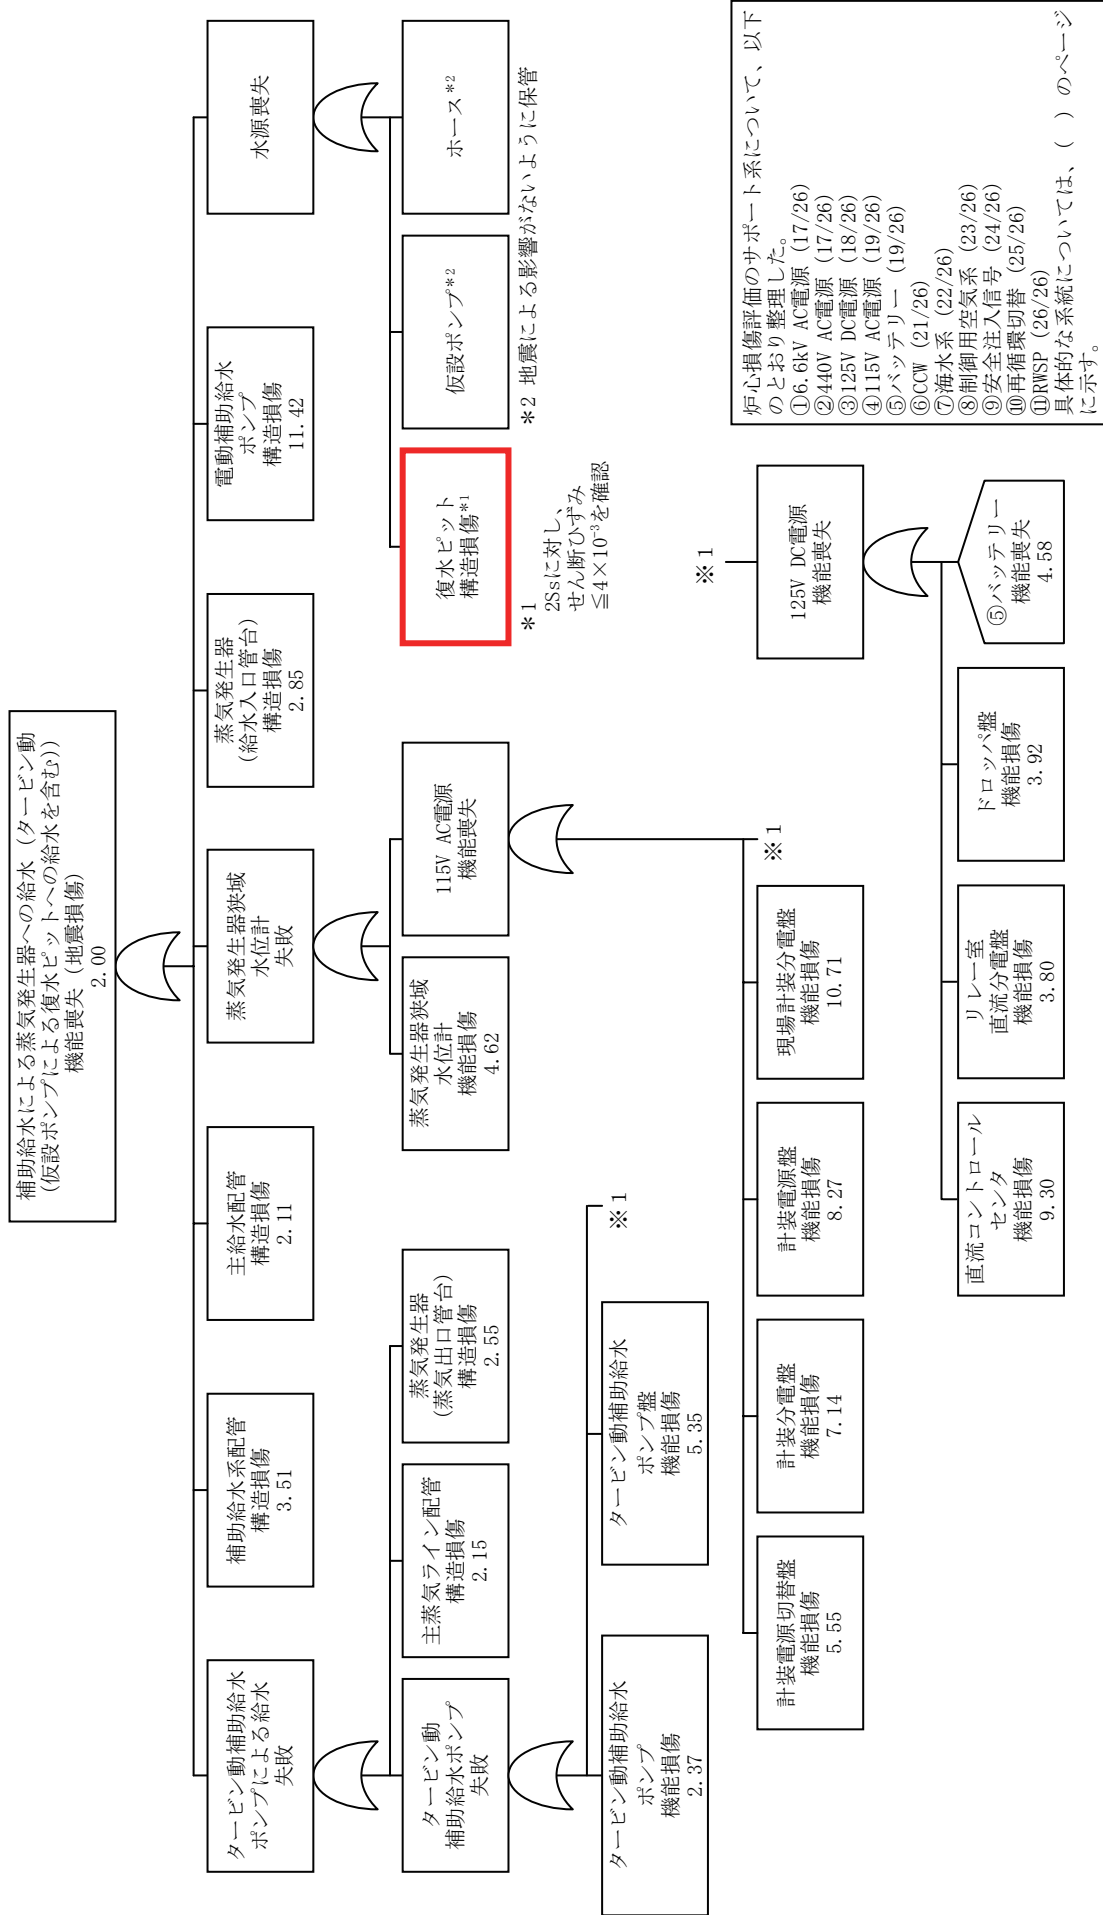 補助給水による蒸気発生器への給水（タービン動
（仮設ポンプによる復水ピットへの給水を含む））
機能喪失（地震損傷）
2.00
タービン動補助給水
ポンプによる給水
失敗
補助給水系配管
構造損傷
3.51
主給水配管
構造損傷
2.11
蒸気発生器狭域
水位計
失敗
蒸気発生器
(給水入口管台)
構造損傷
2.85
電動補助給水
ポンプ
構造損傷
11.42
水源喪失
タービン動
補助給水ポンプ
失敗
主蒸気ライン配管
構造損傷
2.15
蒸気発生器
(蒸気出口管台)
構造損傷
2.55
蒸気発生器狭域
水位計
機能損傷
4.62
115V AC電源
機能喪失
復水ピット
構造損傷*1
仮設ポンプ*2
ホース*2
*1
2Ssに対し、
せん断ひずみ
≦4×10-3を確認
*2 地震による影響がないように保管
タービン動補助給水
ポンプ
機能損傷
2.37
タービン動補助給水
ポンプ盤
機能損傷
5.35
※1
計装電源切替盤
機能損傷
5.55
計装分電盤
機能損傷
7.14
計装電源盤
機能損傷
8.27
現場計装分電盤
機能損傷
10.71
※1
※1
125V DC電源
機能喪失
直流コントロール
センタ
機能損傷
9.30
リレー室
直流分電盤
機能損傷
3.80
ドロッパ盤
機能損傷
3.92
⑤バッテリー
機能喪失
4.58
炉心損傷評価のサポート系について、以下
のとおり整理した。
①6.6kV AC電源 (17/26)
②440V AC電源 (17/26)
③125V DC電源 (18/26)
④115V AC電源 (19/26)
⑤バッテリー (19/26)
⑥CCW (21/26)
⑦海水系 (22/26)
⑧制御用空気系 (23/26)
⑨安全注入信号 (24/26)
⑩再循環切替 (25/26)
⑪RWSP (26/26)
具体的な系統については、( ) のページ
に示す。